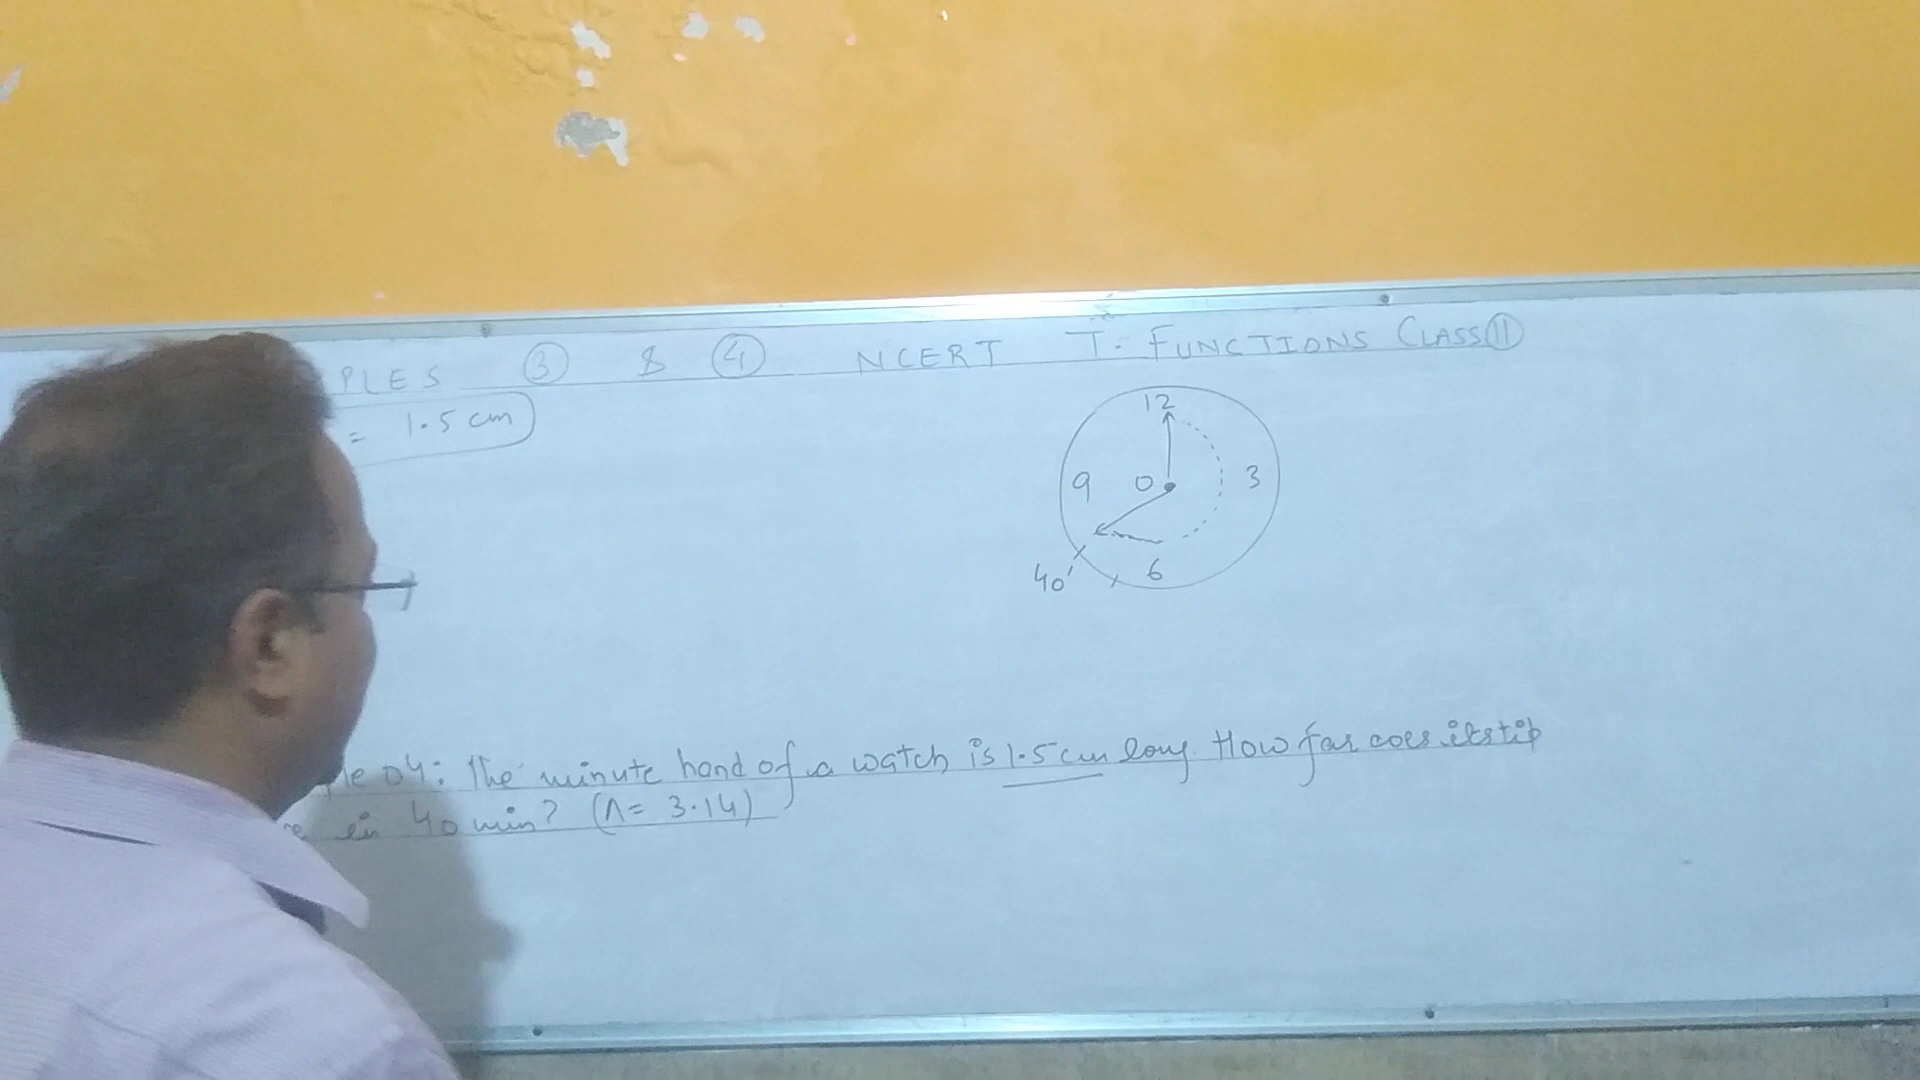 PLES ③ & ④ NCERT T. FUNCTIONS CLASS ⑪
= 1.5 cm
12
9 O 3
40' 6
le 04: The minute hand of a watch is 1.5 cm long. How far coes its tip
in 40 min? (π = 3.14)